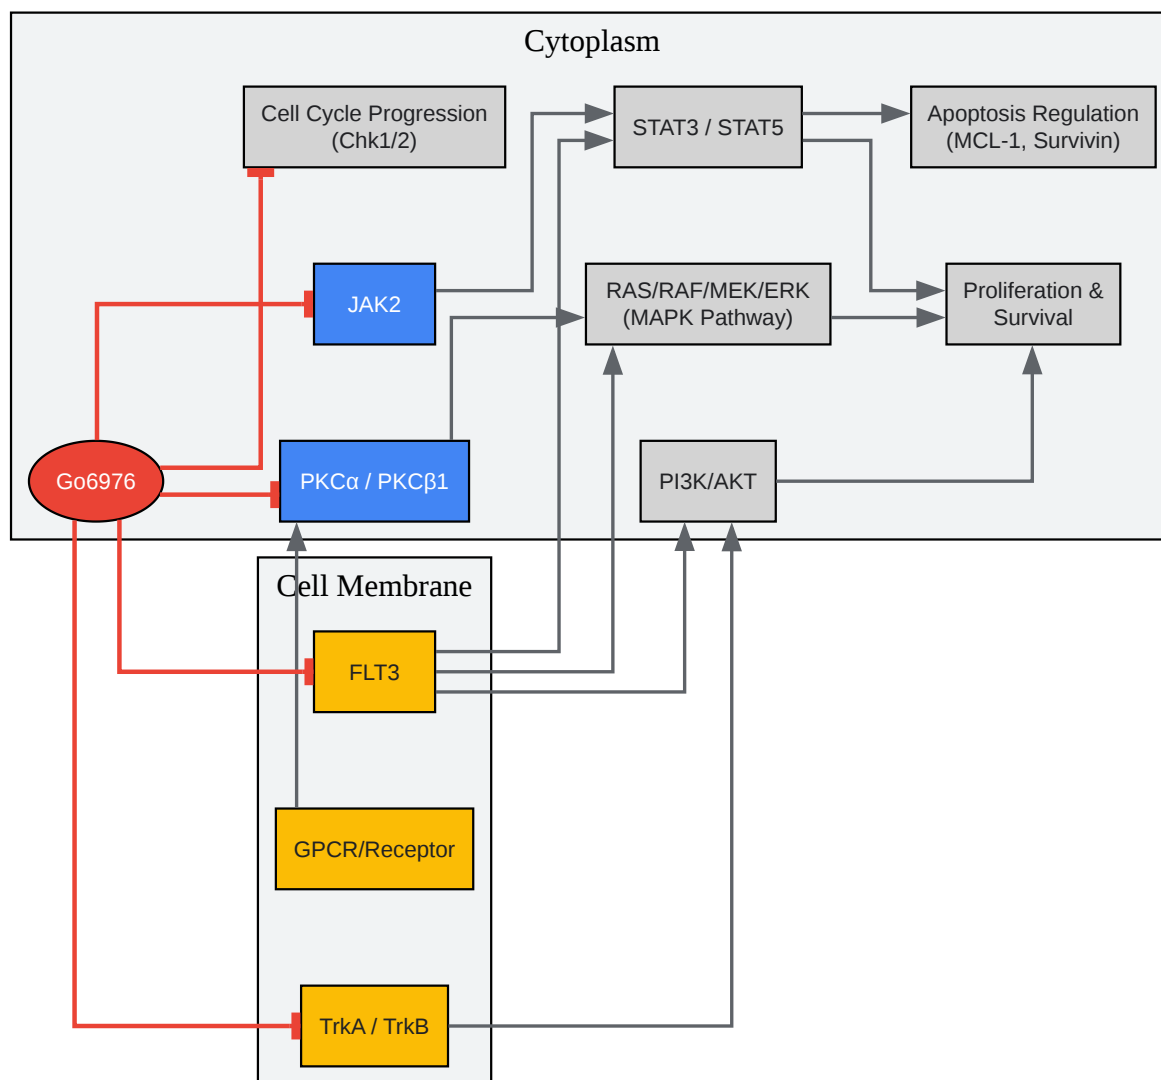 Cytoplasm
Cell Cycle Progression
(Chk1/2)
STAT3 / STAT5
Apoptosis Regulation
(MCL-1, Survivin)
JAK2
RAS/RAF/MEK/ERK
(MAPK Pathway)
Proliferation &
Survival
Go6976
PKCα / PKCβ1
PI3K/AKT
Cell Membrane
FLT3
GPCR/Receptor
TrkA / TrkB